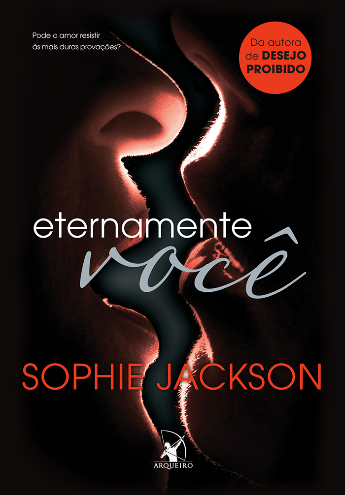 Pode o amor resistir
às mais duras provações?
Da autora
de DESEJO
PROIBIDO
eternamente
você
SOPHIE JACKSON
ARQUEIRO